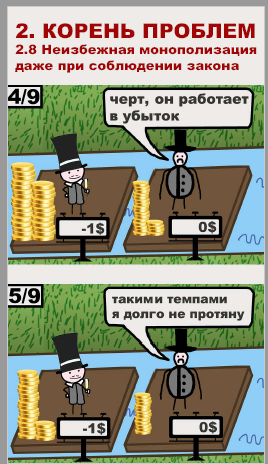 2. КОРЕНЬ ПРОБЛЕМ
2.8 Неизбежная монополизация
даже при соблюдении закона
4/9
черт, он работает
в убыток
-1$
0$
5/9
такими темпами
я долго не протяну
-1$
0$